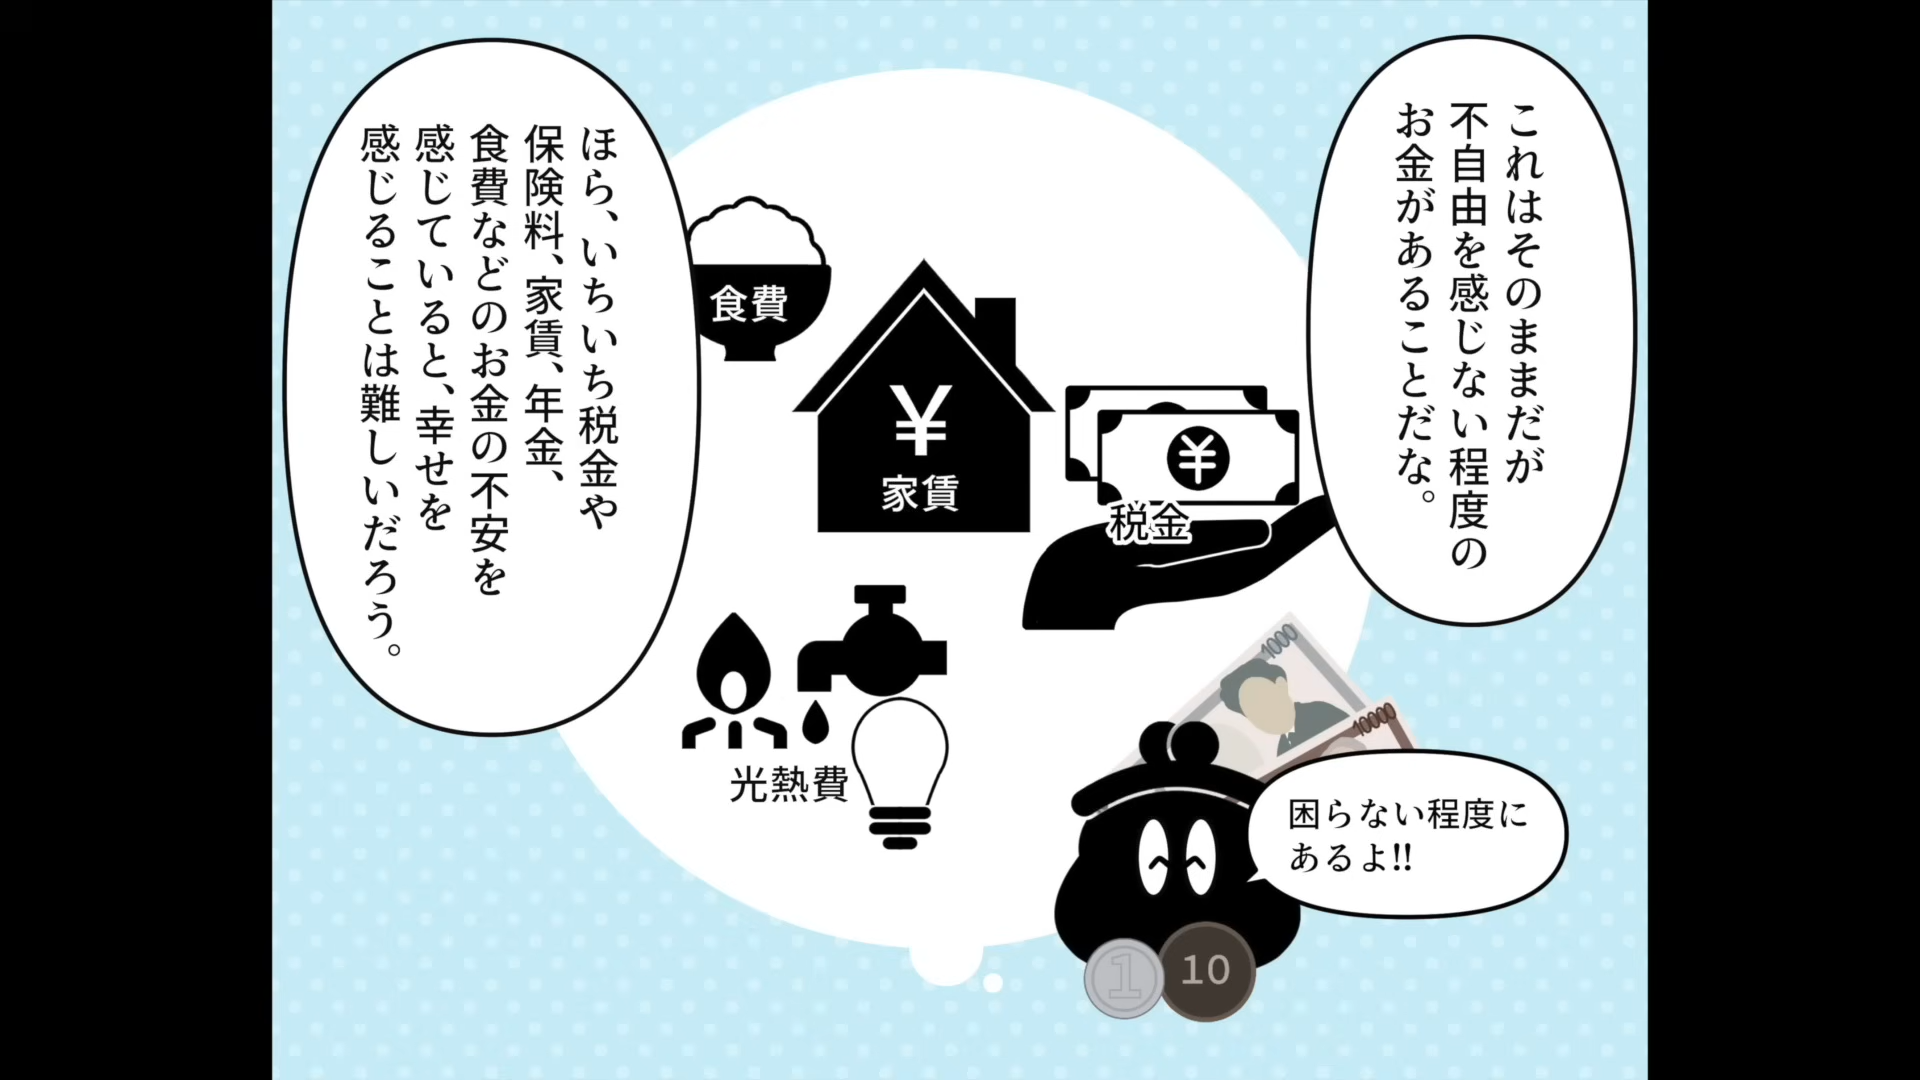 これはそのままだが
不自由を感じない程度の
お金があることだな。
ほら、いちいち税金や
保険料、家賃、年金、
食費などのお金の不安を
感じていると、幸せを
感じることは難しいだろう。
食費
¥
家賃
¥
税金
光熱費
1000
10000
困らない程度に
あるよ!!
1
10